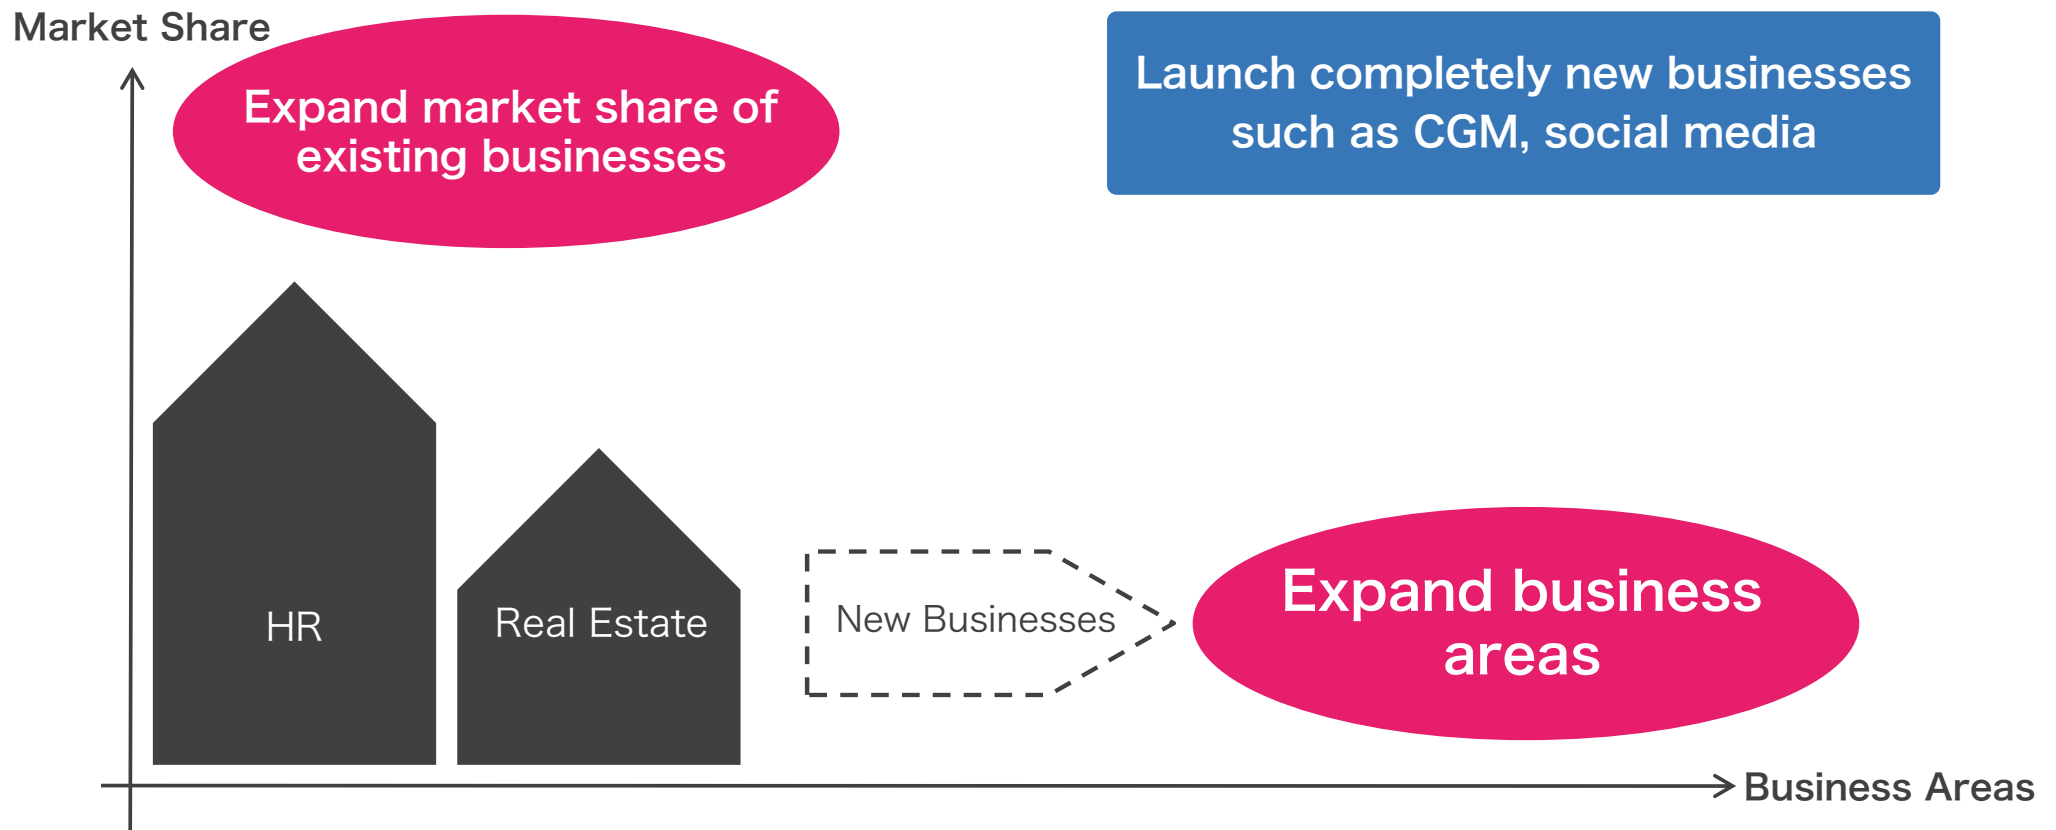 Market Share
Expand market share of
existing businesses
Launch completely new businesses
such as CGM, social media
HR
Real Estate
New Businesses
Expand business
areas
Business Areas